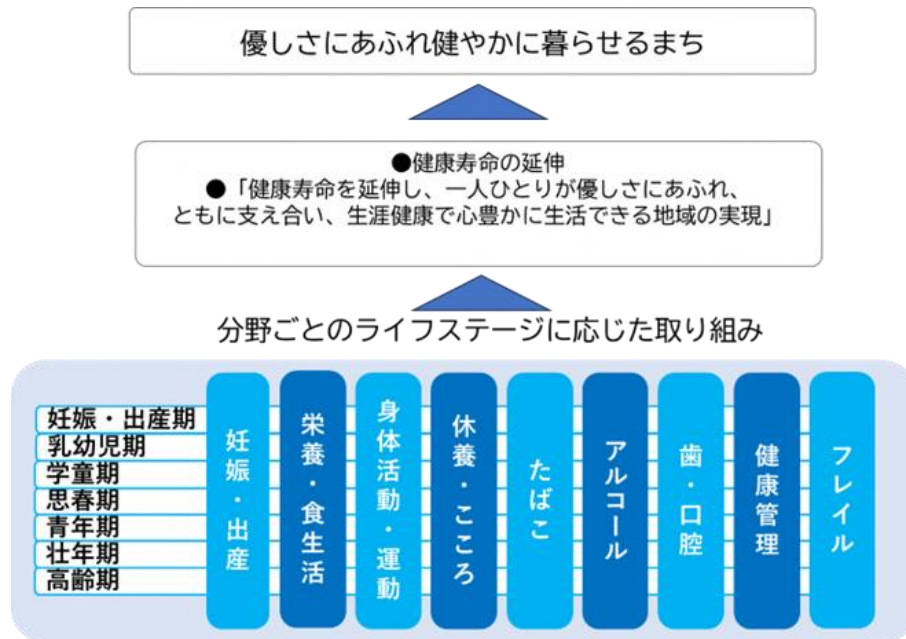 優しさにあふれ健やかに暮らせるまち
●健康寿命の延伸
●「健康寿命を延伸し、一人ひとりが優しさにあふれ、
ともに支え合い、生涯健康で心豊かに生活できる地域の実現」
分野ごとのライフステージに応じた取り組み
妊娠・出産期
乳幼児期
学童期
思春期
青年期
壮年期
高齢期
妊娠・出産
栄養・食生活
身体活動・運動
休養・こころ
たばこ
アルコール
歯・口腔
健康管理
フレイル